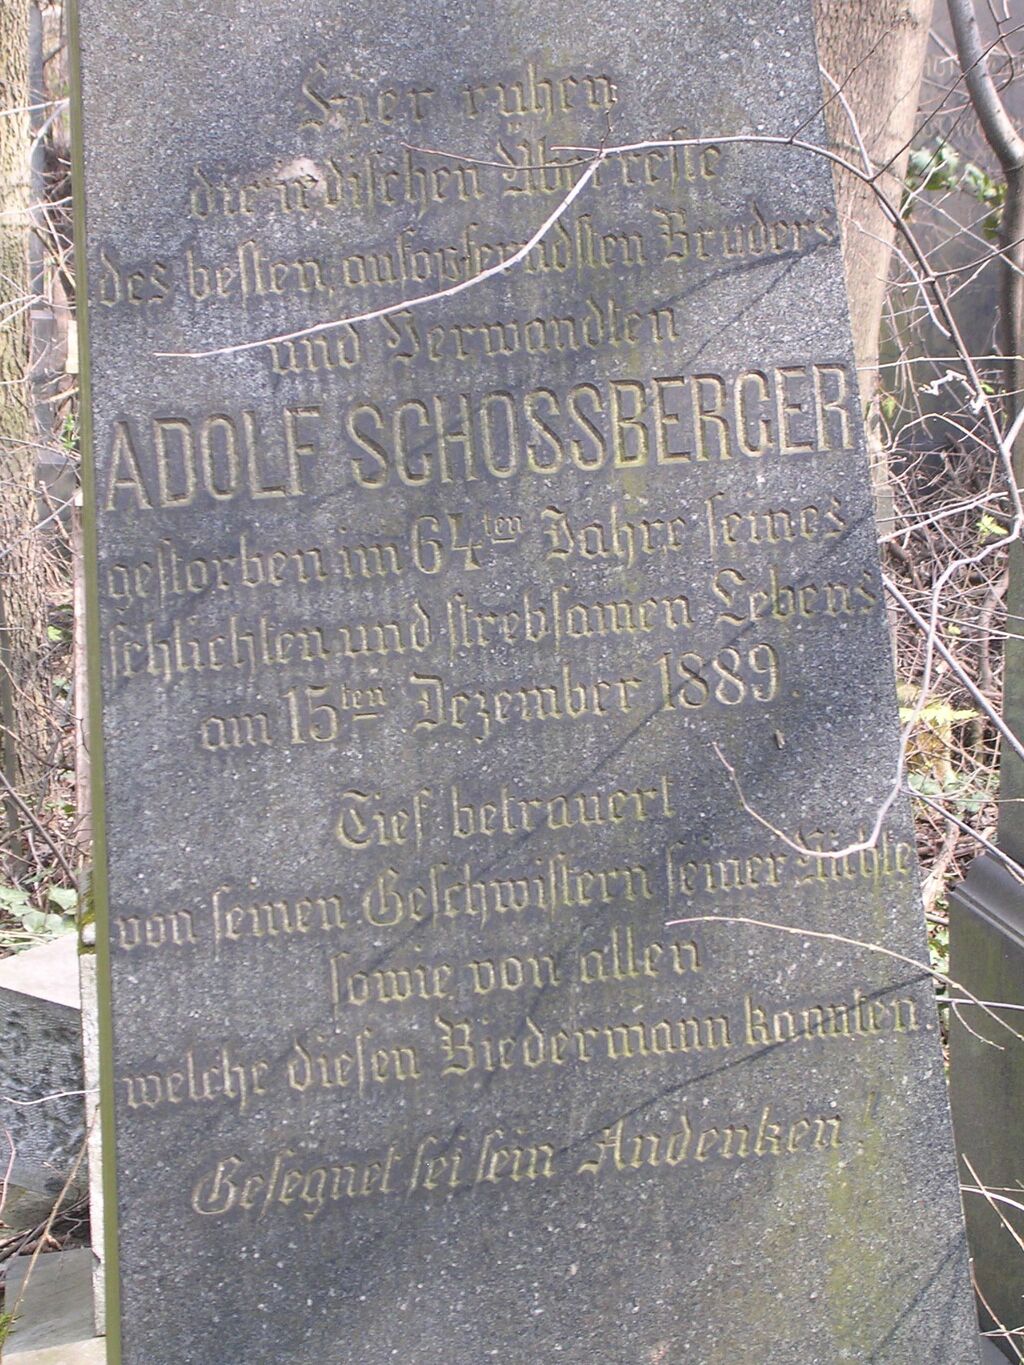 Hier ruhen
die irdischen Überreste
des besten, aufopferndsten Bruders
und Verwandten
ADOLF SCHOSSBERGER
gestorben im 64ten Jahre seines
schlichten und strebsamen Lebens
am 15ten Dezember 1889.
Tief betrauert
von seinen Geschwistern seiner Nichte
sowie von allen
welche diesen Biedermann kannten.
Gesegnet sei sein Andenken!